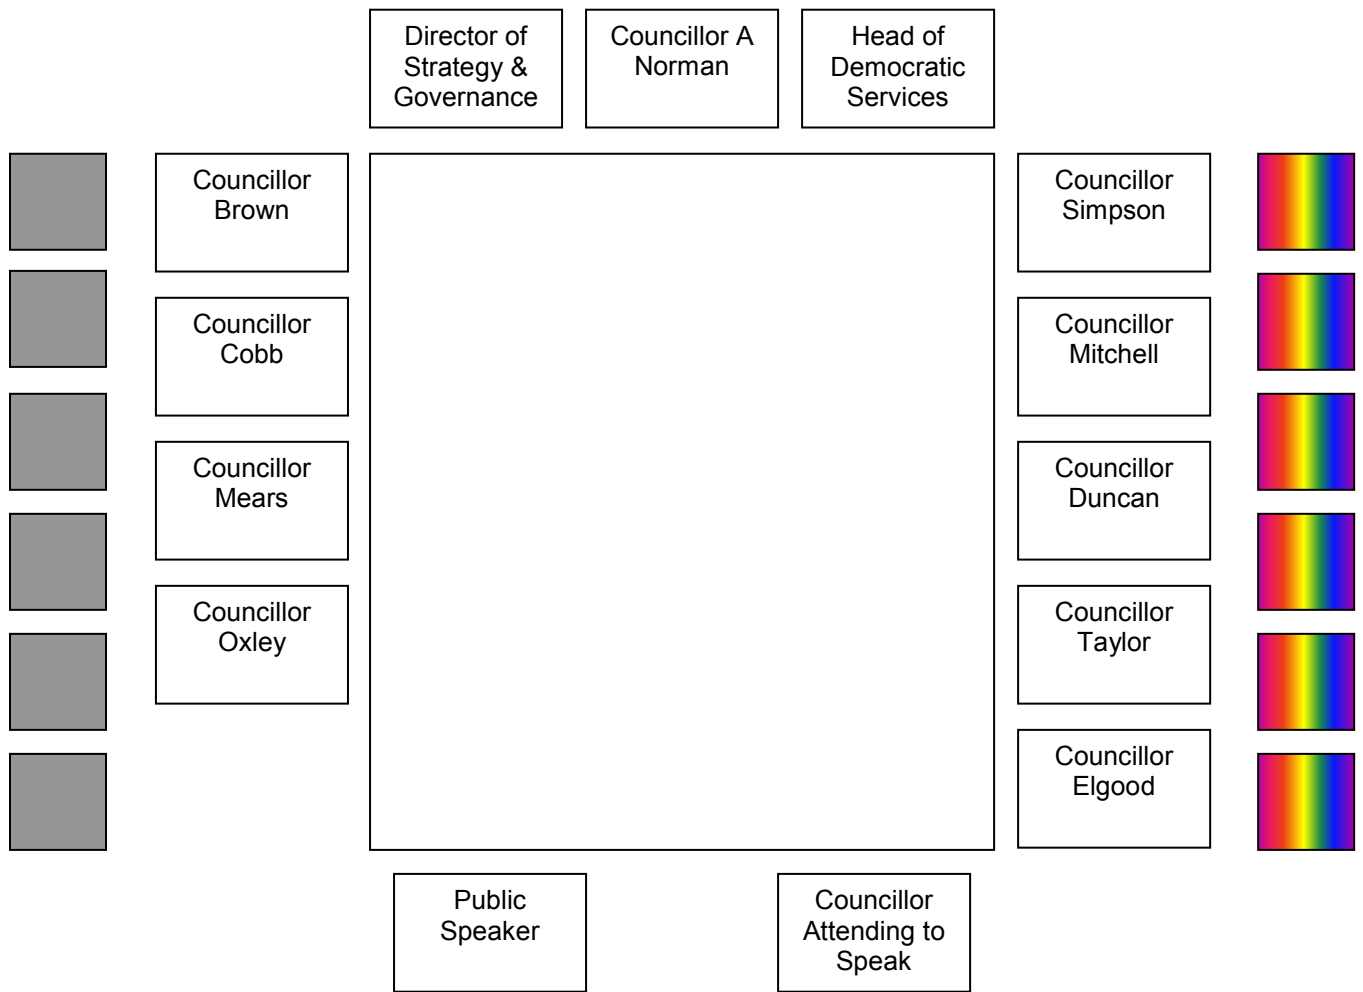 Director of
Strategy &
Governance
Councillor A
Norman
Head of
Democratic
Services
Councillor
Brown
Councillor
Simpson
Councillor
Cobb
Councillor
Mitchell
Councillor
Mears
Councillor
Duncan
Councillor
Oxley
Councillor
Taylor
Councillor
Elgood
Public
Speaker
Councillor
Attending to
Speak